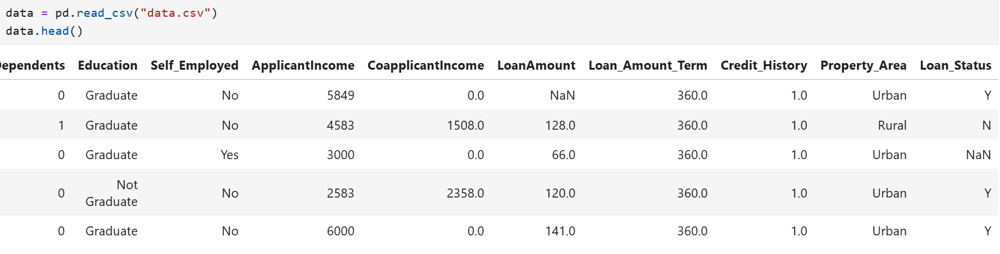 data = pd.read_csv("data.csv")
data.head()
ependents Education Self_Employed ApplicantIncome CoapplicantIncome LoanAmount Loan_Amount_Term Credit_History Property_Area Loan_Status
0 Graduate No 5849 0.0 NaN 360.0 1.0 Urban Y
1 Graduate No 4583 1508.0 128.0 360.0 1.0 Rural N
0 Graduate Yes 3000 0.0 66.0 360.0 1.0 Urban NaN
0 Not Graduate No 2583 2358.0 120.0 360.0 1.0 Urban Y
0 Graduate No 6000 0.0 141.0 360.0 1.0 Urban Y